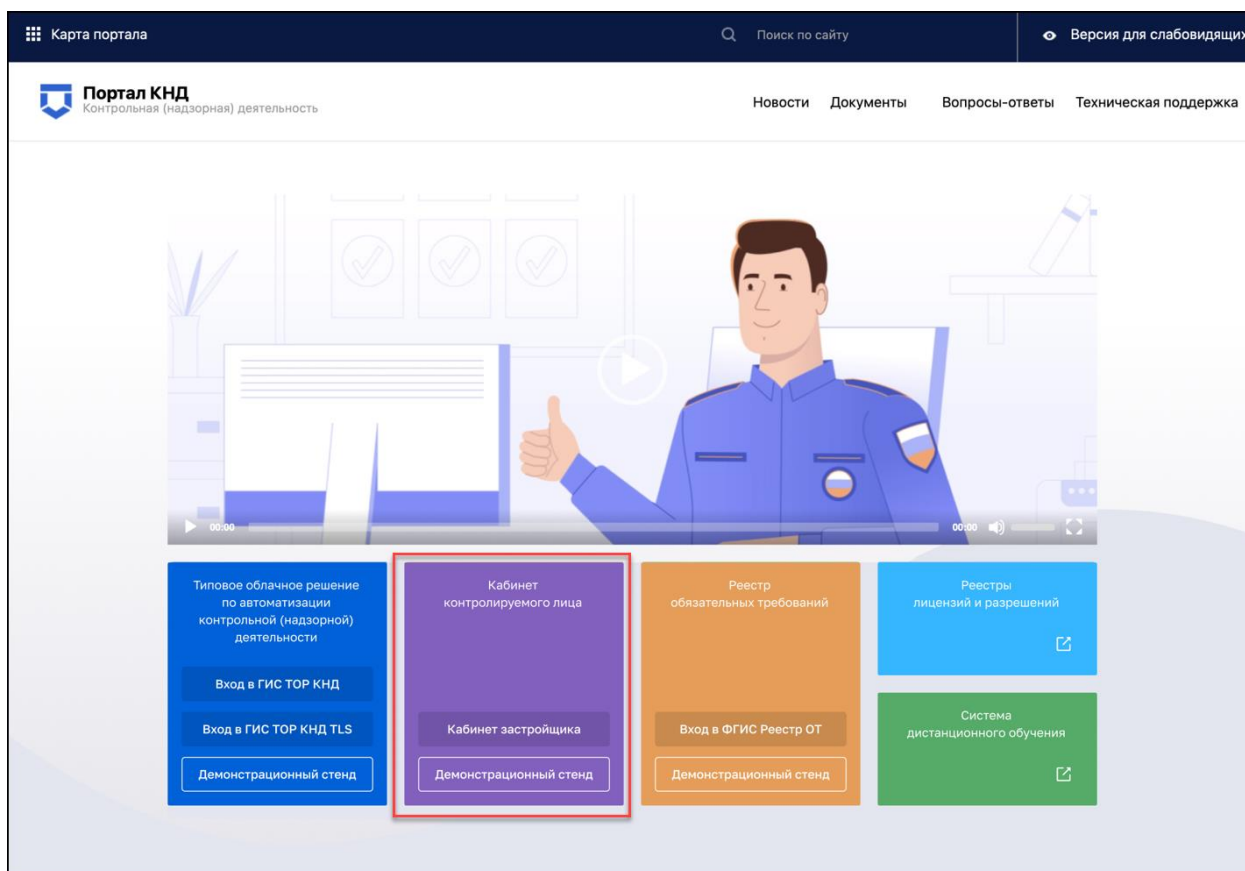 Карта портала
Поиск по сайту
Версия для слабовидящих
Портал КНД
Контрольная (надзорная) деятельность
Новости
Документы
Вопросы-ответы
Техническая поддержка
00:00
00:00
Типовое облачное решение
по автоматизации
контрольной (надзорной)
деятельности
Вход в ГИС ТОР КНД
Вход в ГИС ТОР КНД TLS
Демонстрационный стенд
Кабинет
контролируемого лица
Кабинет застройщика
Демонстрационный стенд
Реестр
обязательных требований
Вход в ФГИС Реестр ОТ
Демонстрационный стенд
Реестры
лицензий и разрешений
Система
дистанционного обучения